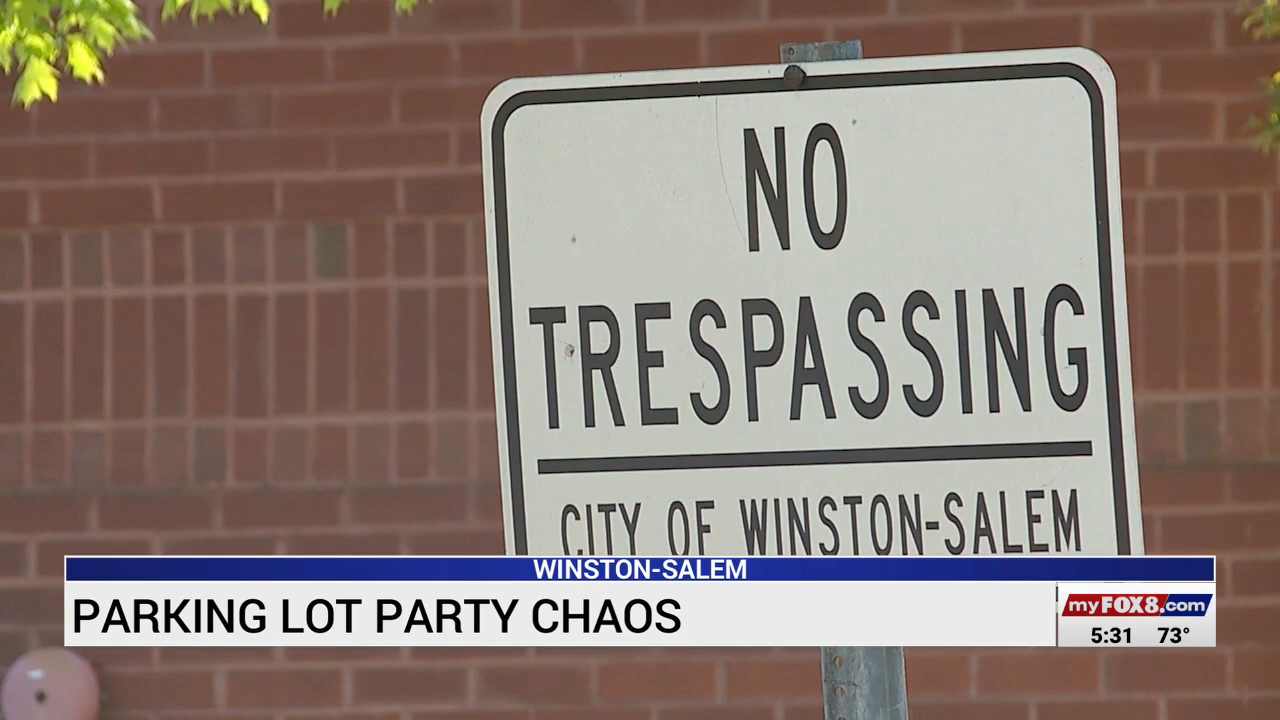 NO
TRESPASSING
CITY OF WINSTON-SALEM
WINSTON-SALEM
PARKING LOT PARTY CHAOS
myFOX8.com
5:31 73°